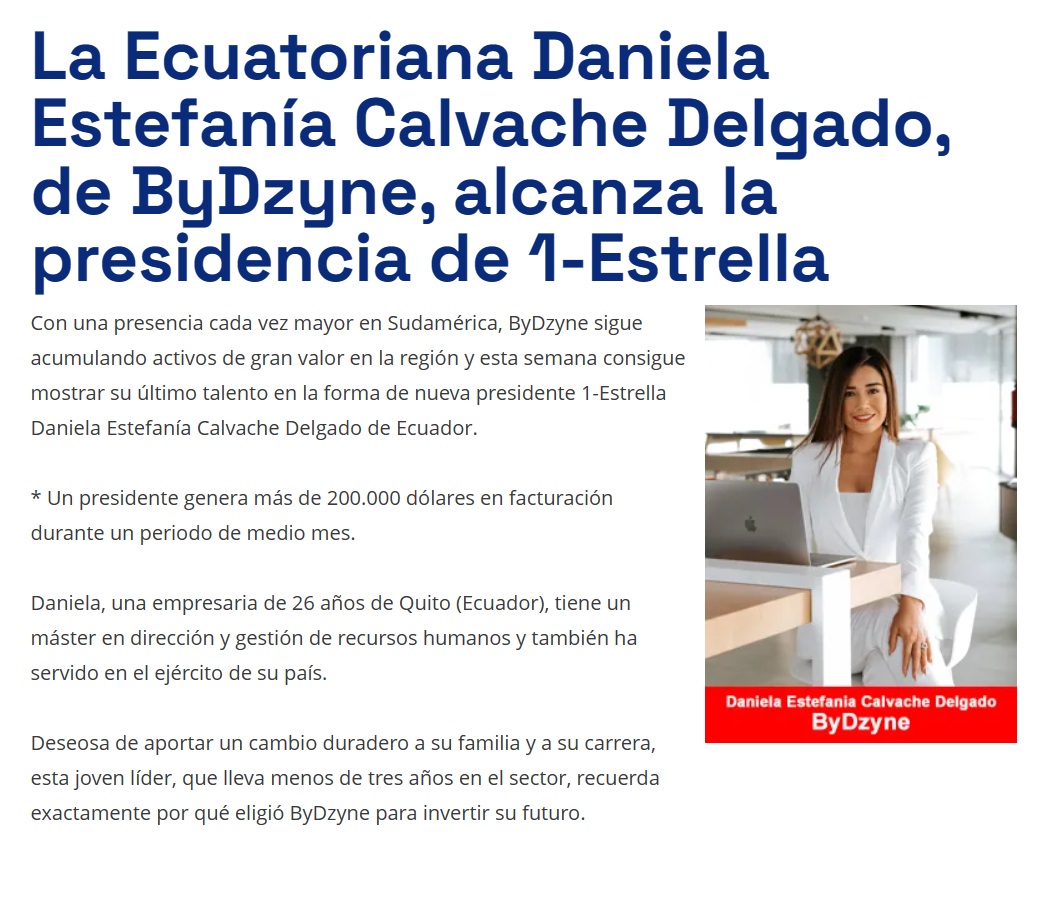 La Ecuatoriana Daniela
Estefanía Calvache Delgado,
de ByDzyne, alcanza la
presidencia de 1-Estrella
Con una presencia cada vez mayor en Sudamérica, ByDzyne sigue
acumulando activos de gran valor en la región y esta semana consigue
mostrar su último talento en la forma de nueva presidente 1-Estrella
Daniela Estefanía Calvache Delgado de Ecuador.
* Un presidente genera más de 200.000 dólares en facturación
durante un periodo de medio mes.
Daniela, una empresaria de 26 años de Quito (Ecuador), tiene un
máster en dirección y gestión de recursos humanos y también ha
servido en el ejército de su país.
Deseosa de aportar un cambio duradero a su familia y a su carrera,
esta joven líder, que lleva menos de tres años en el sector, recuerda
exactamente por qué eligió ByDzyne para invertir su futuro.
Daniela Estefania Calvache Delgado
ByDzyne